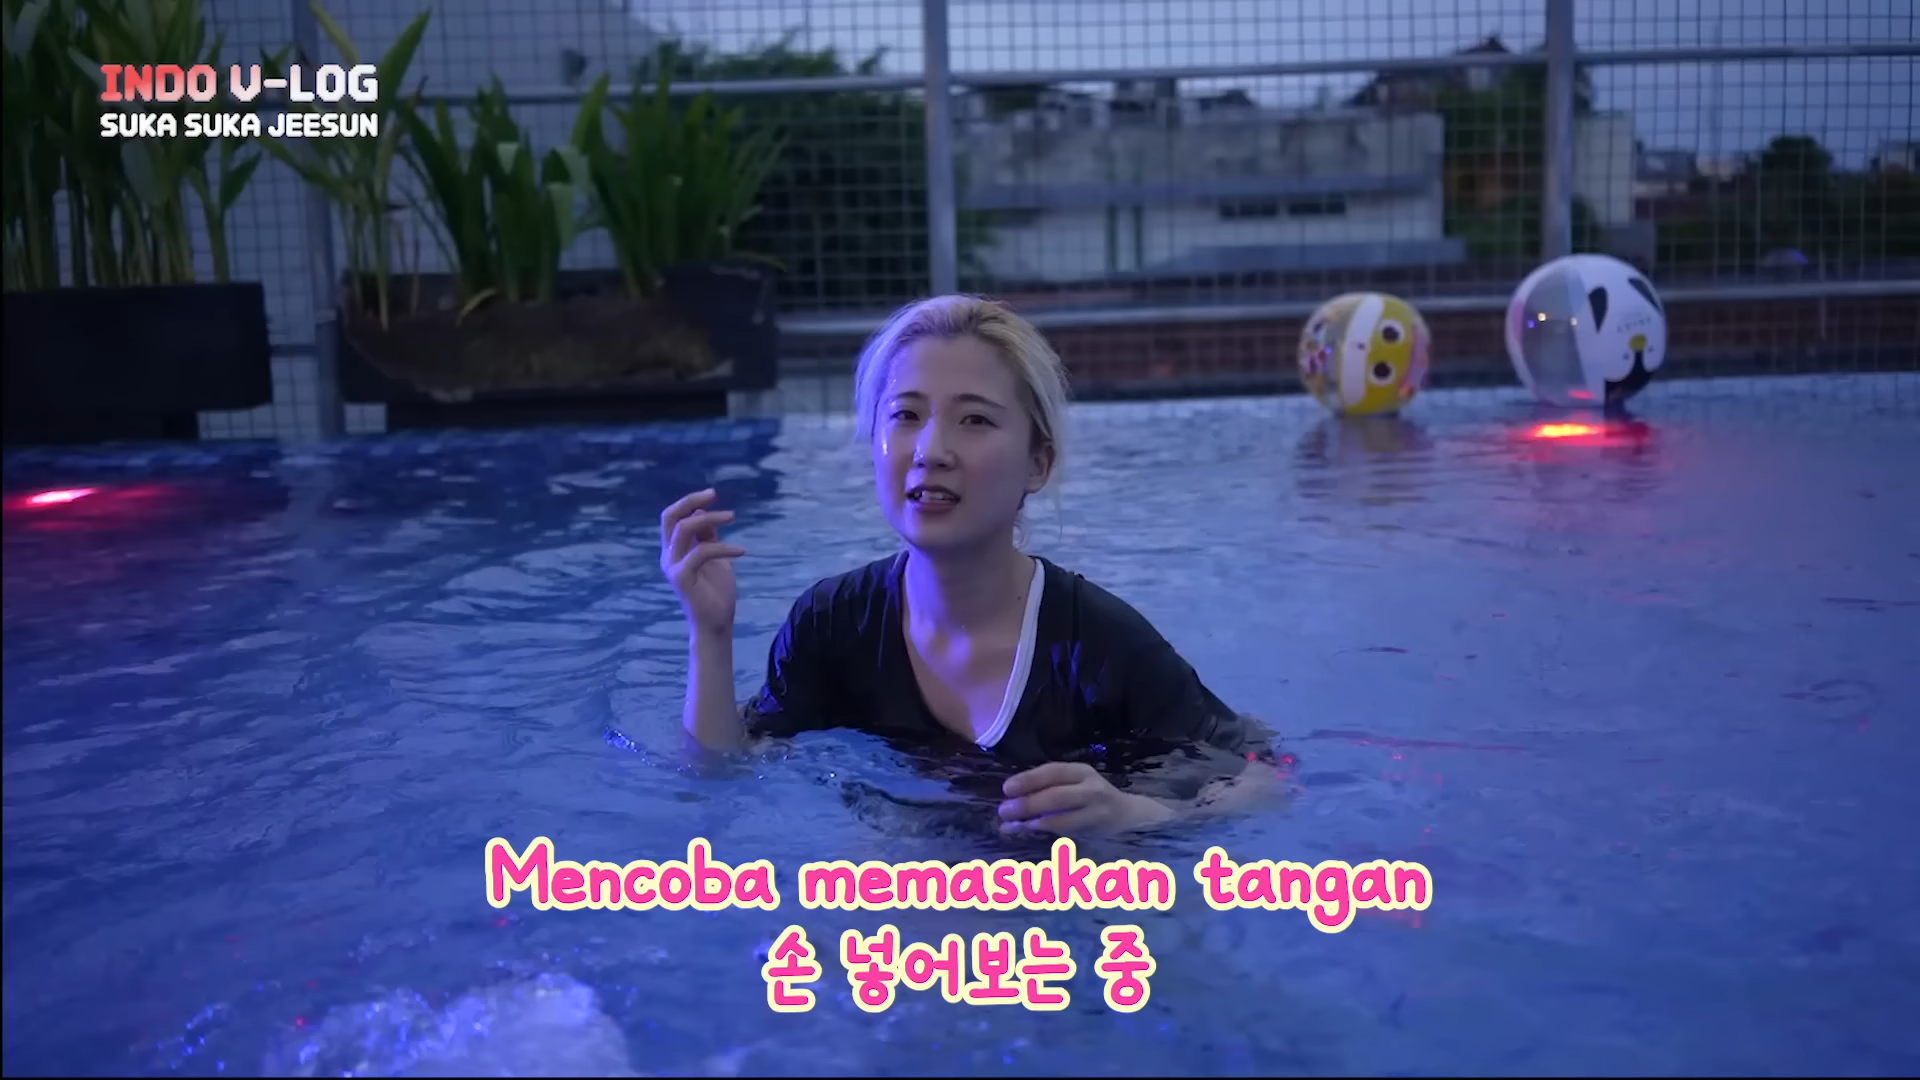 INDO V-LOG
SUKA SUKA JEESUN
Mencoba memasukan tangan
손 넣어보는 중